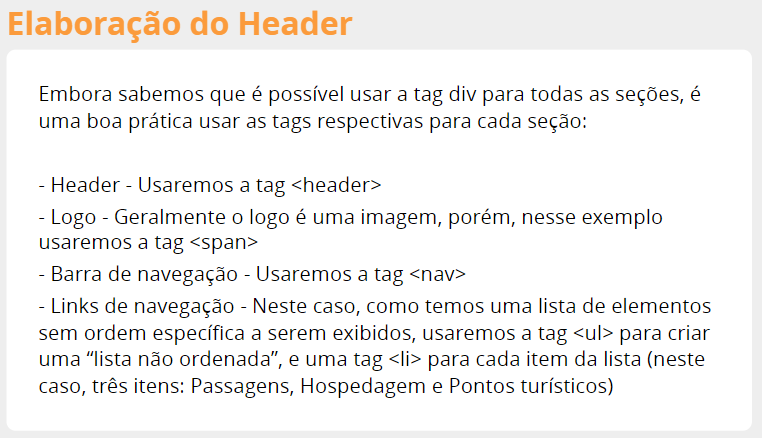 Elaboração do Header
Embora sabemos que é possível usar a tag div para todas as seções, é
uma boa prática usar as tags respectivas para cada seção:
- Header - Usaremos a tag <header>
- Logo - Geralmente o logo é uma imagem, porém, nesse exemplo
usaremos a tag <span>
- Barra de navegação - Usaremos a tag <nav>
- Links de navegação - Neste caso, como temos uma lista de elementos
sem ordem específica a serem exibidos, usaremos a tag <ul> para criar
uma “lista não ordenada”, e uma tag <li> para cada item da lista (neste
caso, três itens: Passagens, Hospedagem e Pontos turísticos)